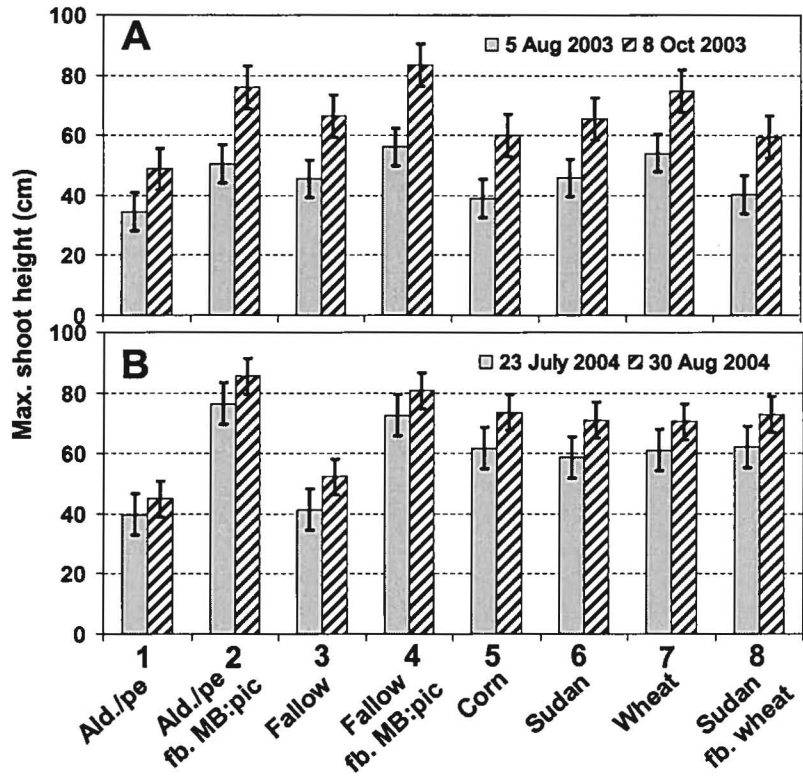 Max. shoot height (cm)
A
5 Aug 2003 8 Oct 2003
100
80
60
40
20
0
B
23 July 2004 30 Aug 2004
100
80
60
40
20
0
1 2 3 4 5 6 7 8
Ald./pe
Ald./pe
fb. MB:pic
Fallow
Fallow
fb. MB:pic
Corn
Sudan
Wheat
Sudan
fb. wheat